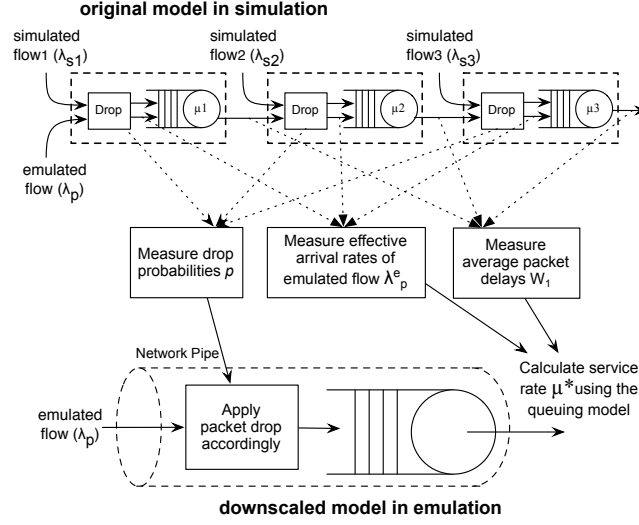 original model in simulation
simulated
flow1 (λs1)
simulated
flow2 (λs2)
simulated
flow3 (λs3)
Drop
μ1
Drop
μ2
Drop
μ3
emulated
flow (λp)
Measure drop
probabilities p
Measure effective
arrival rates of
emulated flow λep
Measure
average packet
delays W1
Network Pipe
Calculate service
rate μ* using the
queuing model
emulated
flow (λp)
Apply
packet drop
accordingly
downscaled model in emulation